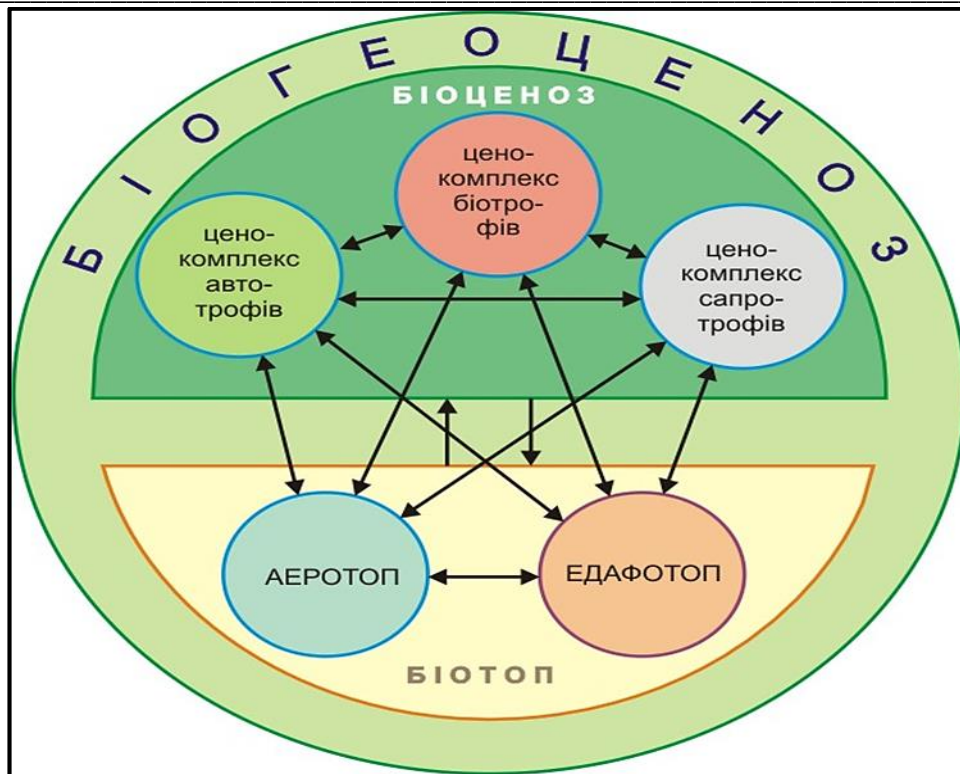 БІОГЕОЦЕНОЗ
БІОЦЕНОЗ
цено-
комплекс
біотро-
фів
цено-
комплекс
авто-
трофів
цено-
комплекс
сапро-
трофів
АЕРОТОП
ЕДАФОТОП
БІОТОП